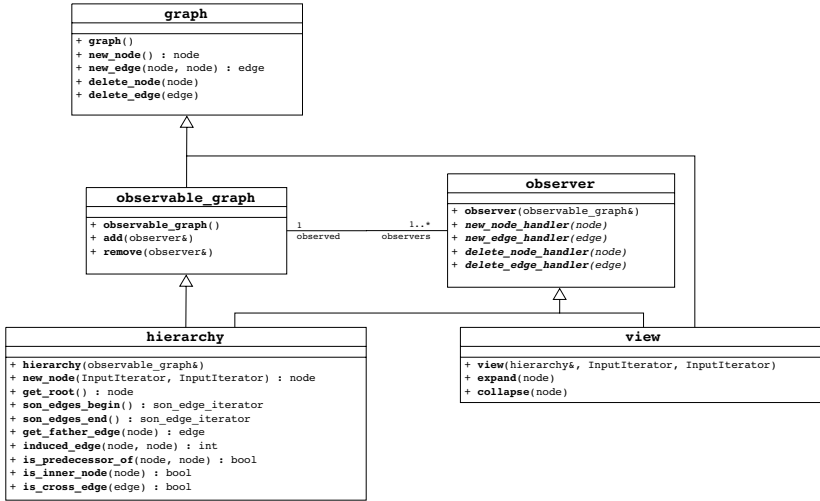 graph
+ graph()
+ new_node() : node
+ new_edge(node, node) : edge
+ delete_node(node)
+ delete_edge(edge)
observable_graph
+ observable_graph()
+ add(observer&)
+ remove(observer&)
1
observed
1..*
observers
observer
+ observer(observable_graph&)
+ new_node_handler(node)
+ new_edge_handler(edge)
+ delete_node_handler(node)
+ delete_edge_handler(edge)
hierarchy
+ hierarchy(observable_graph&)
+ new_node(InputIterator, InputIterator) : node
+ get_root() : node
+ son_edges_begin() : son_edge_iterator
+ son_edges_end() : son_edge_iterator
+ get_father_edge(node) : edge
+ induced_edge(node, node) : int
+ is_predecessor_of(node, node) : bool
+ is_inner_node(node) : bool
+ is_cross_edge(edge) : bool
view
+ view(hierarchy&, InputIterator, InputIterator)
+ expand(node)
+ collapse(node)